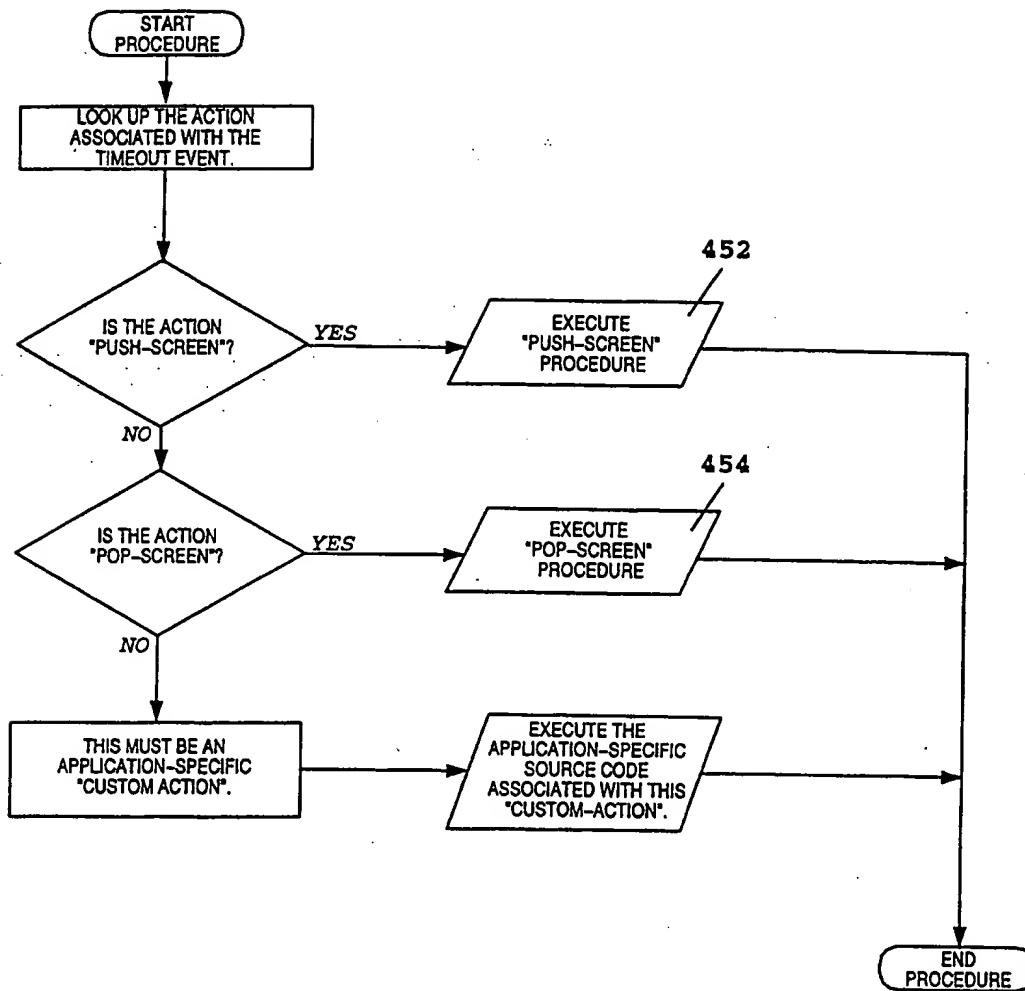 START
PROCEDURE
LOOK UP THE ACTION
ASSOCIATED WITH THE
TIMEOUT EVENT.
452
IS THE ACTION
"PUSH–SCREEN"?
YES
EXECUTE
"PUSH–SCREEN"
PROCEDURE
NO
454
IS THE ACTION
"POP–SCREEN"?
YES
EXECUTE
"POP–SCREEN"
PROCEDURE
NO
THIS MUST BE AN
APPLICATION–SPECIFIC
"CUSTOM ACTION".
EXECUTE THE
APPLICATION–SPECIFIC
SOURCE CODE
ASSOCIATED WITH THIS
"CUSTOM–ACTION".
END
PROCEDURE